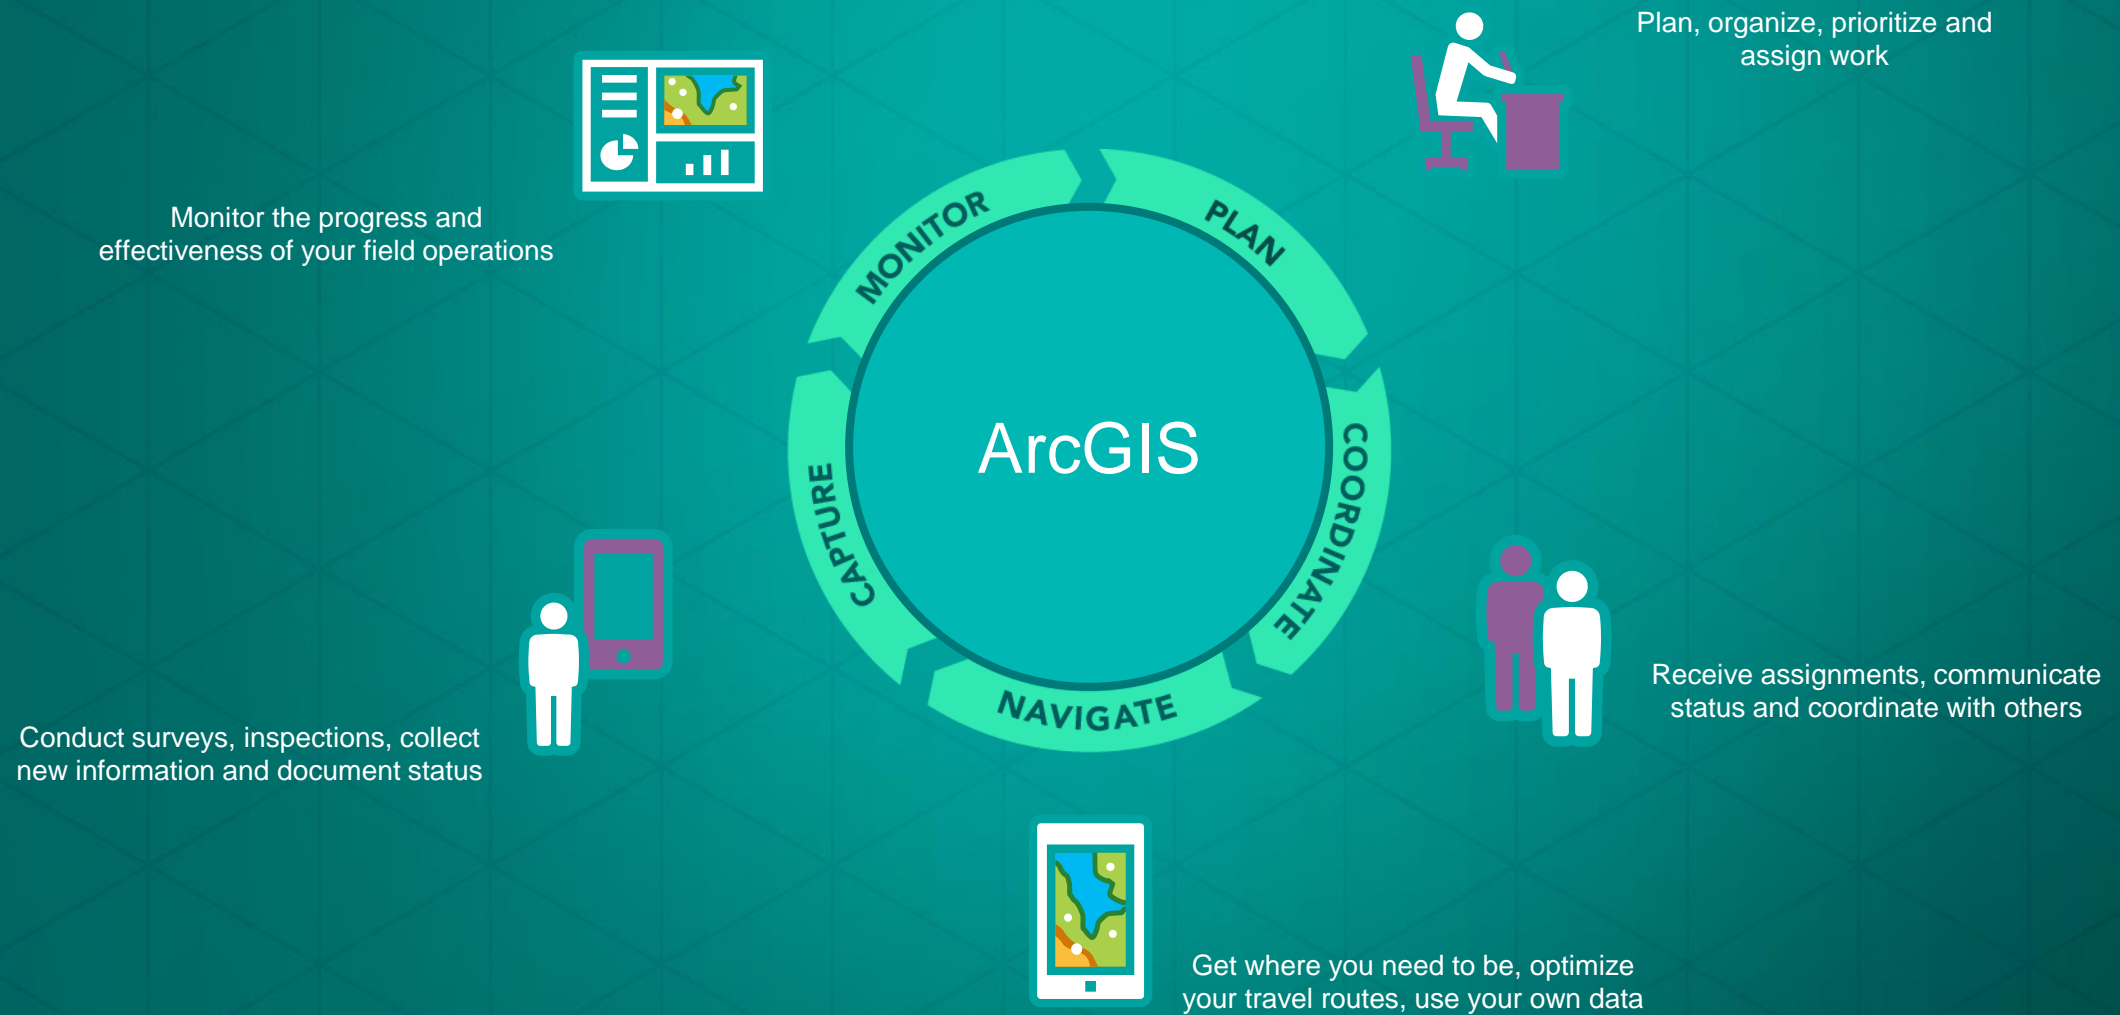 Plan, organize, prioritize and
assign work
Monitor the progress and
effectiveness of your field operations
MONITOR
PLAN
ArcGIS
COORDINATE
CAPTURE
NAVIGATE
Receive assignments, communicate
status and coordinate with others
Conduct surveys, inspections, collect
new information and document status
Get where you need to be, optimize
your travel routes, use your own data